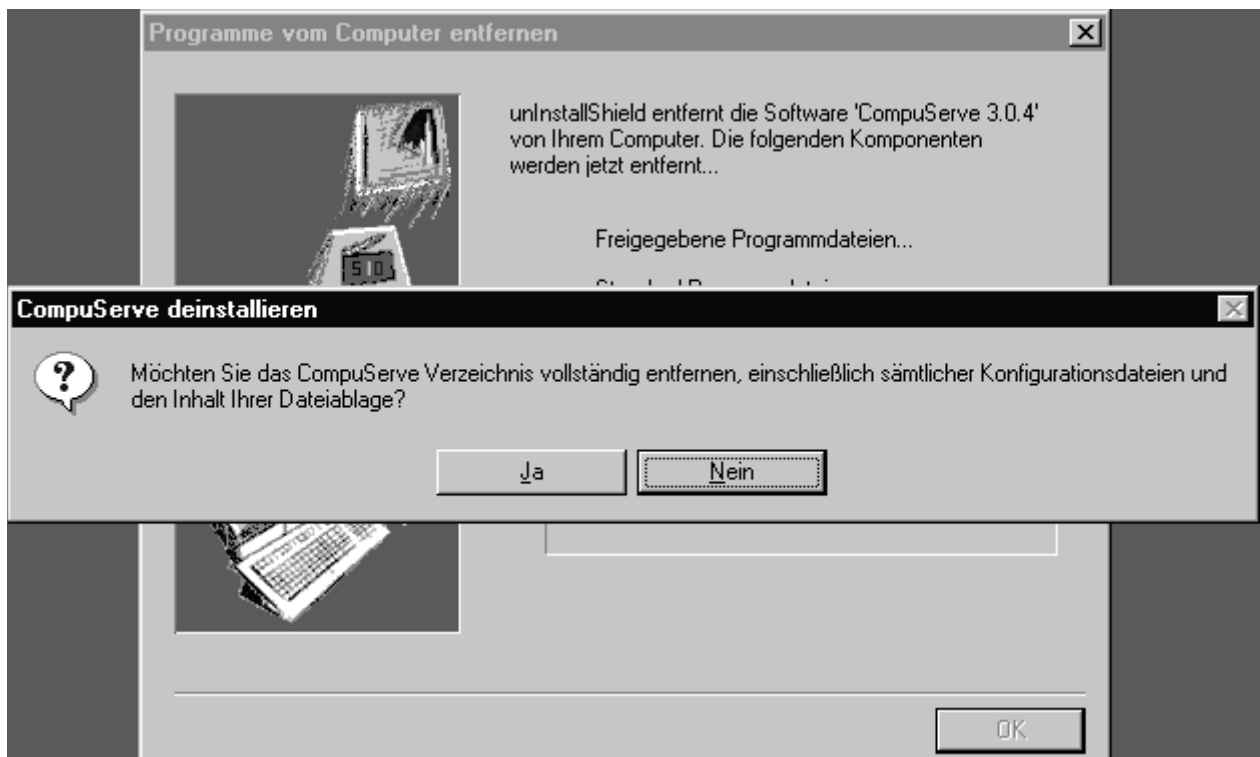 Programme vom Computer entfernen
unInstallShield entfernt die Software 'CompuServe 3.0.4'
von Ihrem Computer. Die folgenden Komponenten
werden jetzt entfernt...
Freigegebene Programmdateien...
CompuServe deinstallieren
Möchten Sie das CompuServe Verzeichnis vollständig entfernen, einschließlich sämtlicher Konfigurationsdateien und
den Inhalt Ihrer Dateiablage?
Ja
Nein
OK